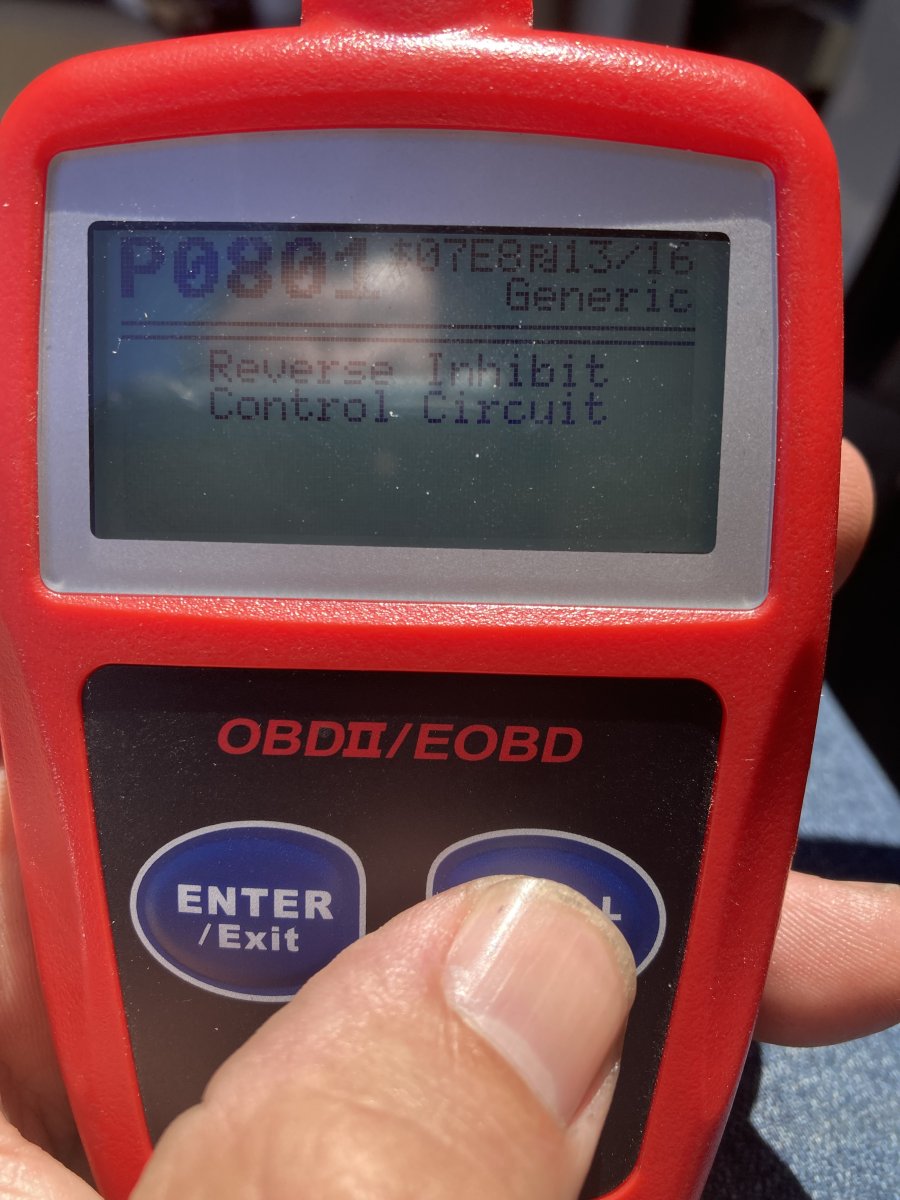 P0801 $07E8 13/16
Generic
Reverse Inhibit
Control Circuit
OBDII/EOBD
ENTER
/Exit